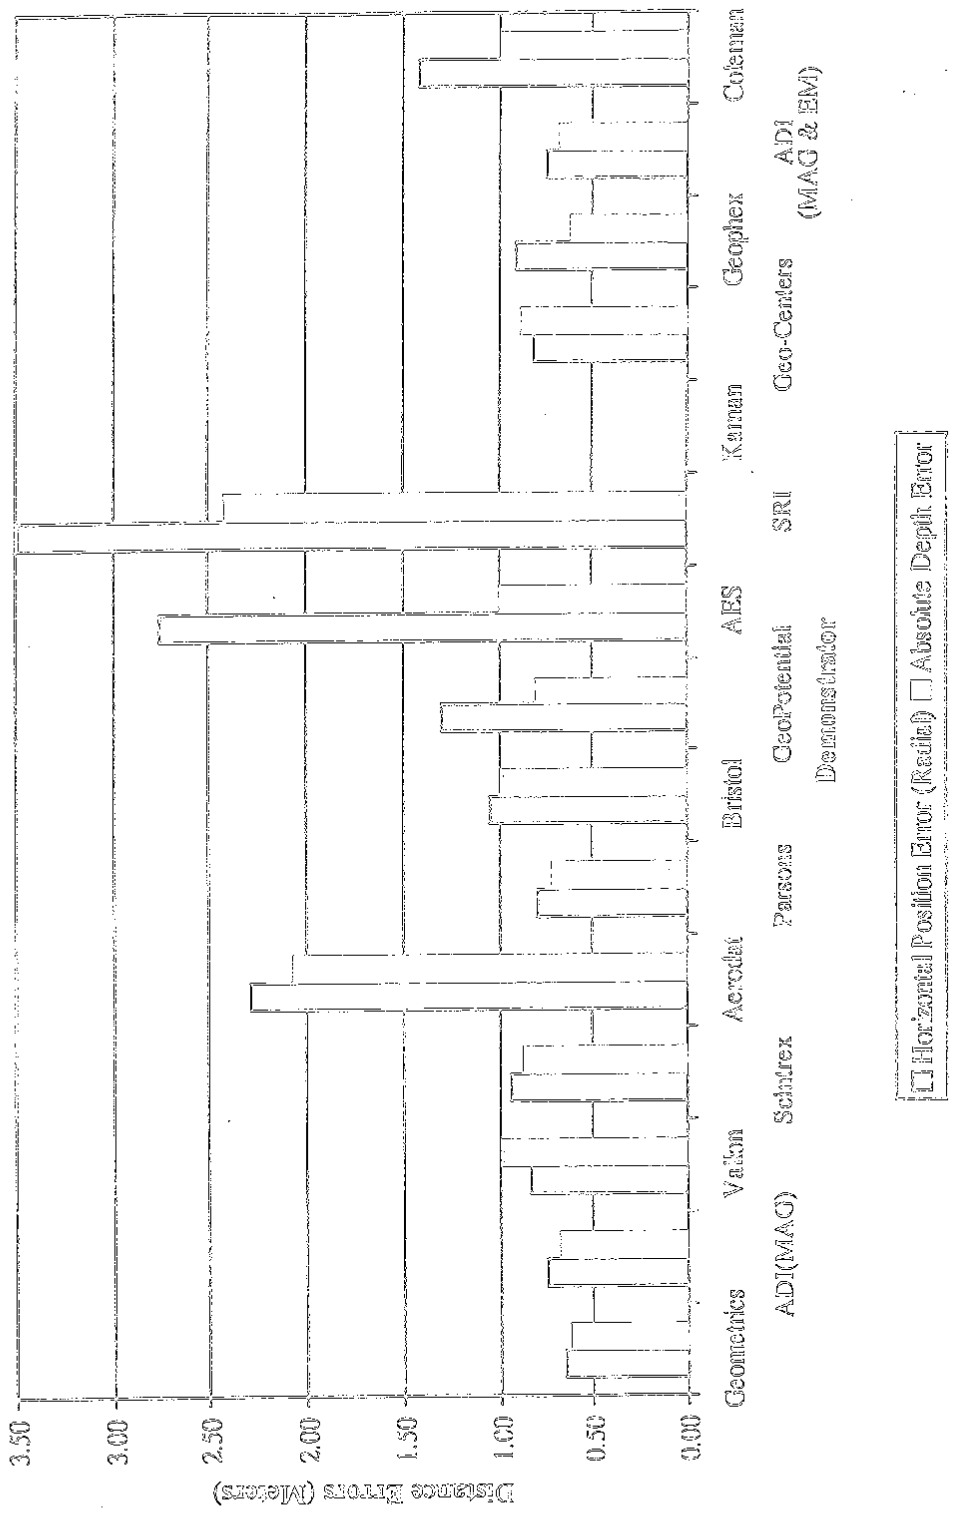 Distance Errors (Meters)
3.50
3.00
2.50
2.00
1.50
1.00
0.50
0.00
Geometrics
ADI(MAG)
Vallon
Scintrex
Aerodat
Parsons
Bristol
GeoPotential
AES
SRI
Kaman
Geo-Centers
Geophex
ADI
(MAG & EM)
Coleman
Demonstrator
Horizontal Position Error (Radial) Absolute Depth Error